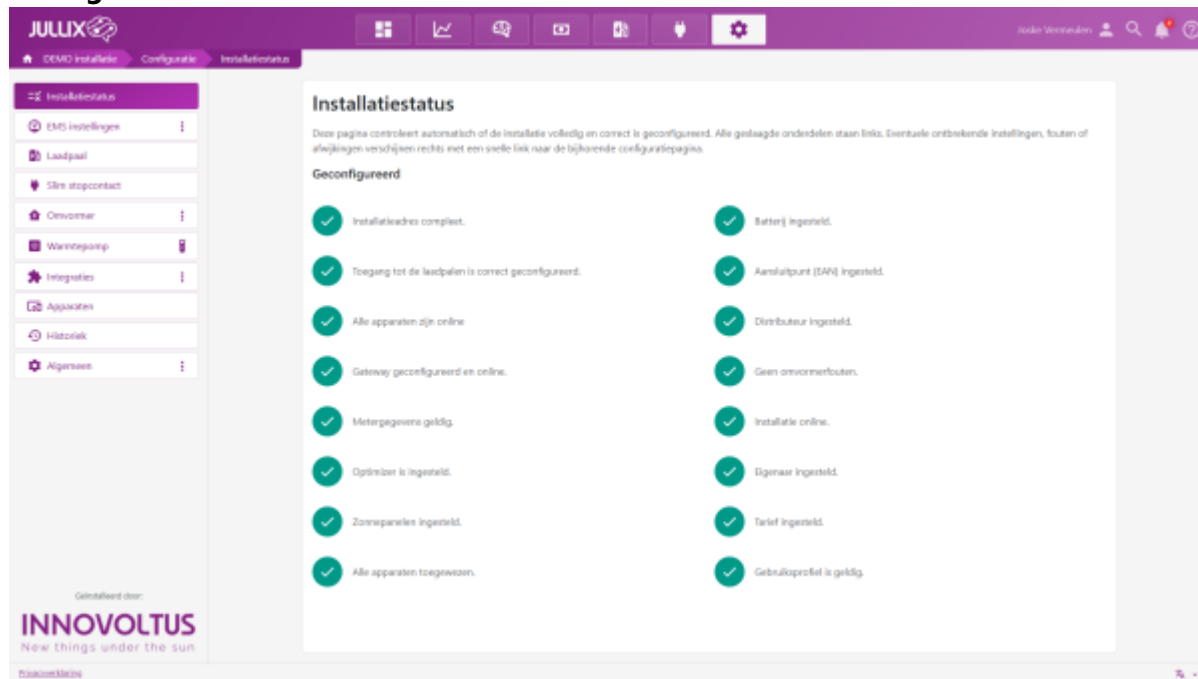 JULLIX
Joske Vermeulen
DEMO installatie
Configuratie
Installatiestatus
Installatiestatus
EMS instellingen
Laadpaal
Slim stopcontact
Omvormer
Warmtepomp
Integraties
Apparaten
Historiek
Algemeen
Installatiestatus
Deze pagina controleert automatisch of de installatie volledig en correct is geconfigureerd. Alle geslaagde onderdelen staan links. Eventuele ontbrekende instellingen, fouten of
afwijkingen verschijnen rechts met een snelle link naar de bijhorende configuratiepagina.
Geconfigureerd
Installatieadres compleet.
Batterij ingesteld.
Toegang tot de laadpalen is correct geconfigureerd.
Aansluitpunt (EAN) ingesteld.
Alle apparaten zijn online
Distributeur ingesteld.
Gateway geconfigureerd en online.
Geen omvormerfouten.
Metergegevens geldig.
Installatie online.
Optimizer is ingesteld.
Eigenaar ingesteld.
Zonnepanelen ingesteld.
Tarief ingesteld.
Alle apparaten toegewezen.
Gebruiksprofiel is geldig.
Geïnstalleerd door:
INNOVOLTUS
New things under the sun
Privacyverklaring